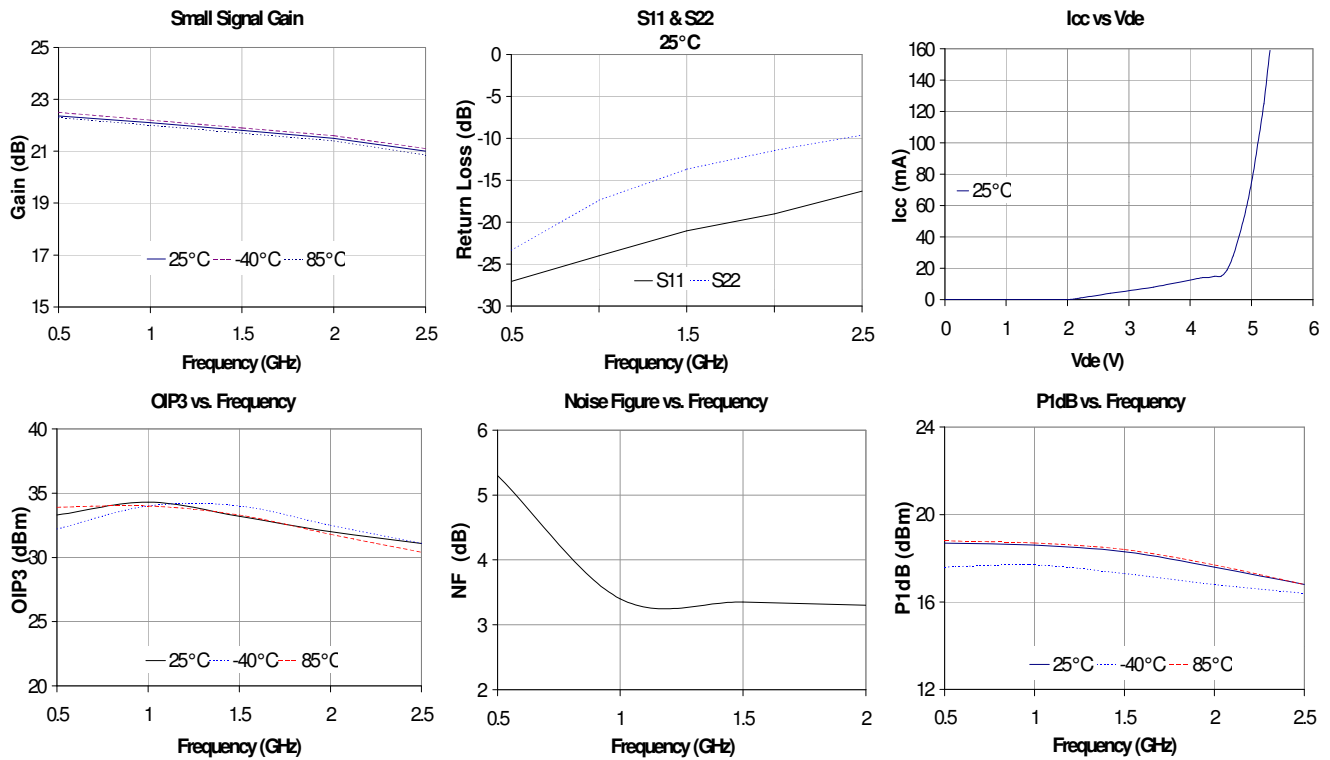 Small Signal Gain
25
23
21
19
17
15
Gain (dB)
25°C -40°C 85°C
0.5 1 1.5 2 2.5
Frequency (GHz)
S11 & S22
25°C
0
-5
-10
-15
-20
-25
-30
Return Loss (dB)
S11 S22
0.5 1 1.5 2 2.5
Frequency (GHz)
Icc vs Vde
160
140
120
100
80
60
40
20
0
Icc (mA)
25°C
0 1 2 3 4 5 6
Vde (V)
OIP3 vs. Frequency
40
35
30
25
20
OIP3 (dBm)
25°C -40°C 85°C
0.5 1 1.5 2 2.5
Frequency (GHz)
Noise Figure vs. Frequency
6
5
4
3
2
NF (dB)
0.5 1 1.5 2
Frequency (GHz)
P1dB vs. Frequency
24
20
16
12
P1dB (dBm)
25°C -40°C 85°C
0.5 1 1.5 2 2.5
Frequency (GHz)